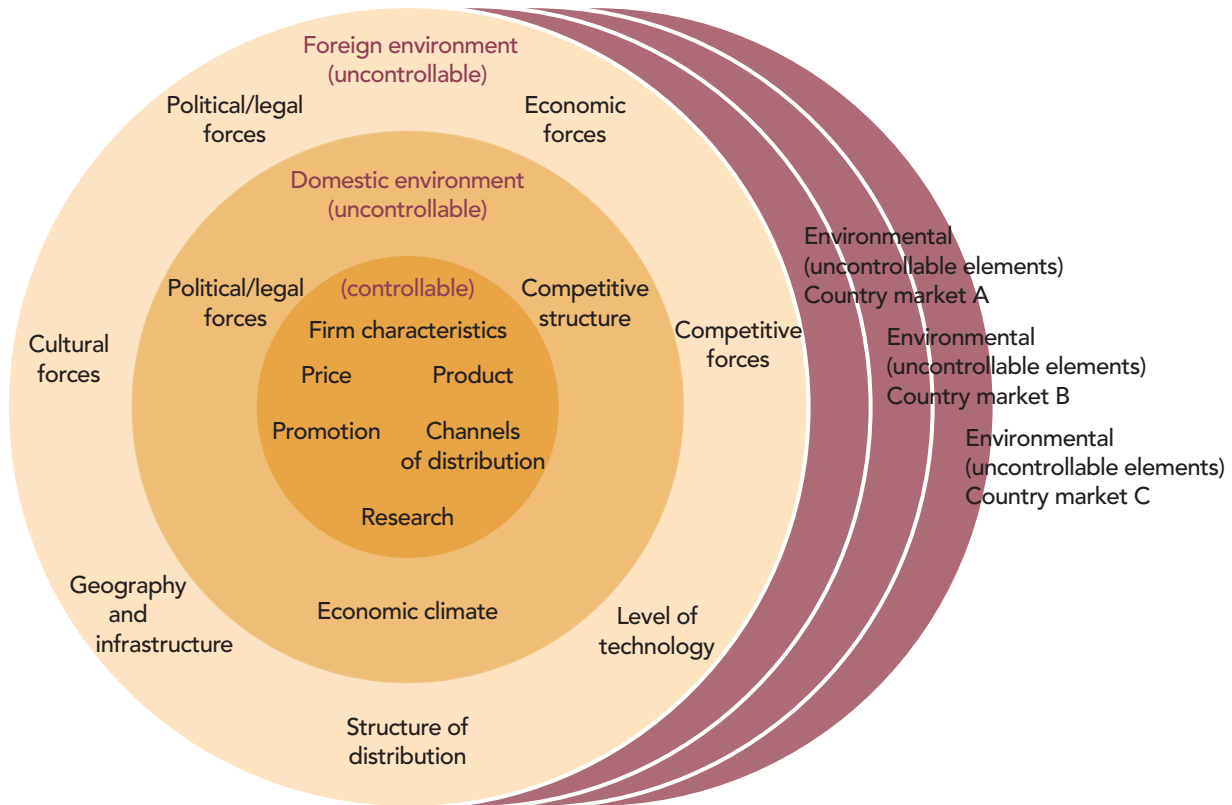 Foreign environment
(uncontrollable)
Political/legal
forces
Economic
forces
Domestic environment
(uncontrollable)
Political/legal
forces
(controllable)
Competitive
structure
Firm characteristics
Cultural
forces
Competitive
forces
Price
Product
Promotion
Channels
of distribution
Research
Geography
and
infrastructure
Economic climate
Level of
technology
Structure of
distribution
Environmental
(uncontrollable elements)
Country market A
Environmental
(uncontrollable elements)
Country market B
Environmental
(uncontrollable elements)
Country market C